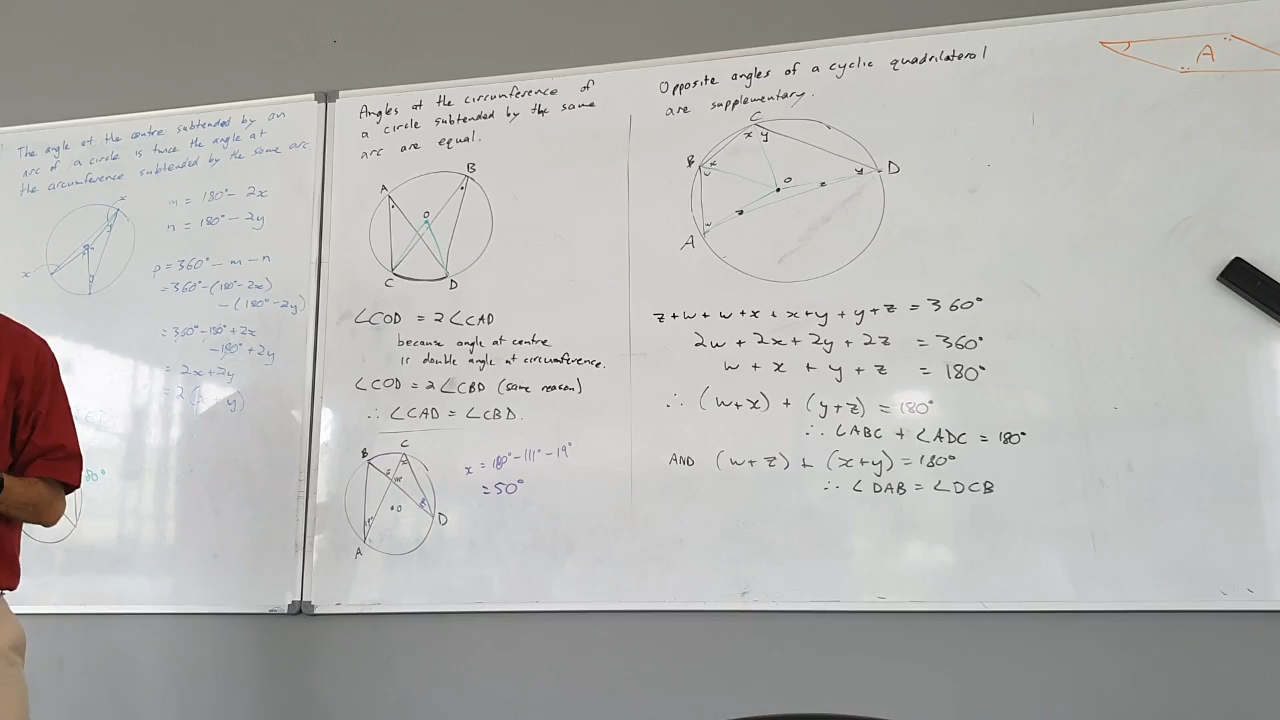 The angle at the centre subtended by an
arc of a circle is twice the angle at
the circumference subtended by the same arc.
x
y
x
y
m = 180° - 2x
n = 180° - 2y
p = 360° - m - n
= 360° - (180° - 2x)
- (180° - 2y)
= 360° - 180° + 2x
- 180° + 2y
= 2x + 2y
= 2(x + y)
80°
Angles at the circumference of
a circle subtended by the same
arc are equal.
A
B
O
C
D
∠COD = 2∠CAD
because angle at centre
is double angle at circumference.
∠COD = 2∠CBD (same reason)
∴ ∠CAD = ∠CBD.
B
C
x
111°
19°
O
D
A
x = 180° - 111° - 19°
= 50°
Opposite angles of a cyclic quadrilateral
are supplementary.
C
x y
B x
w
O
y D
z
z
w
A
z + w + w + x + x + y + y + z = 360°
2w + 2x + 2y + 2z = 360°
w + x + y + z = 180°
∴ (w + x) + (y + z) = 180°
∴ ∠ABC + ∠ADC = 180°
AND (w + z) + (x + y) = 180°
∴ ∠DAB = ∠DCB
A